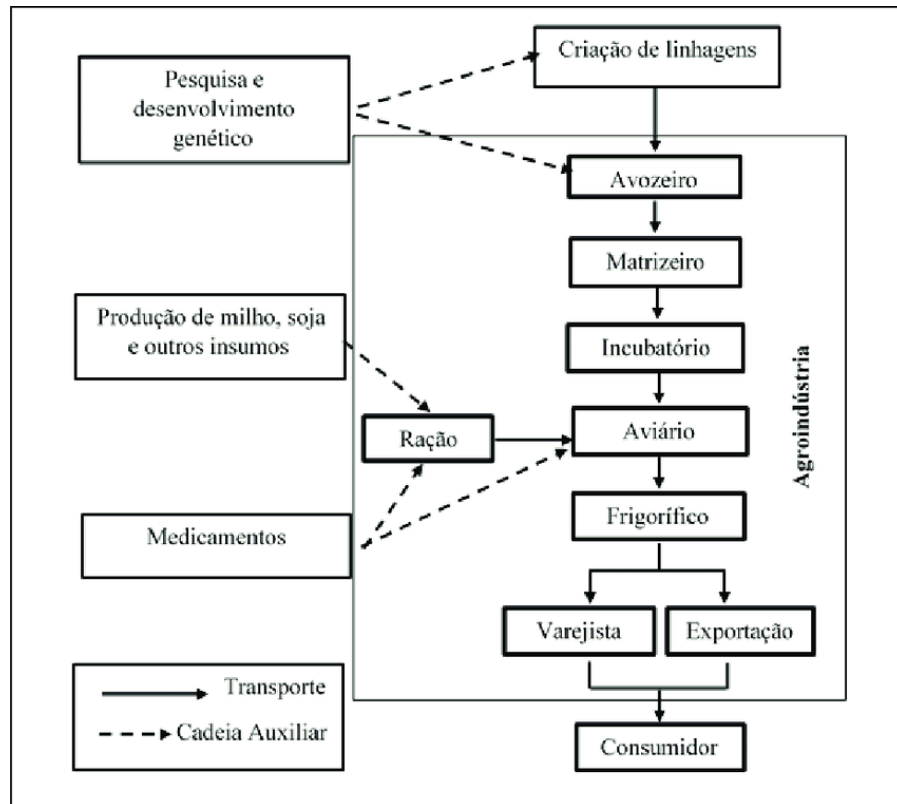 Criação de linhagens
Pesquisa e
desenvolvimento
genético
Avozeiro
Matrizeiro
Produção de milho, soja
e outros insumos
Incubatório
Ração
Aviário
Agroindústria
Frigorífico
Medicamentos
Varejista
Exportação
Transporte
Cadeia Auxiliar
Consumidor